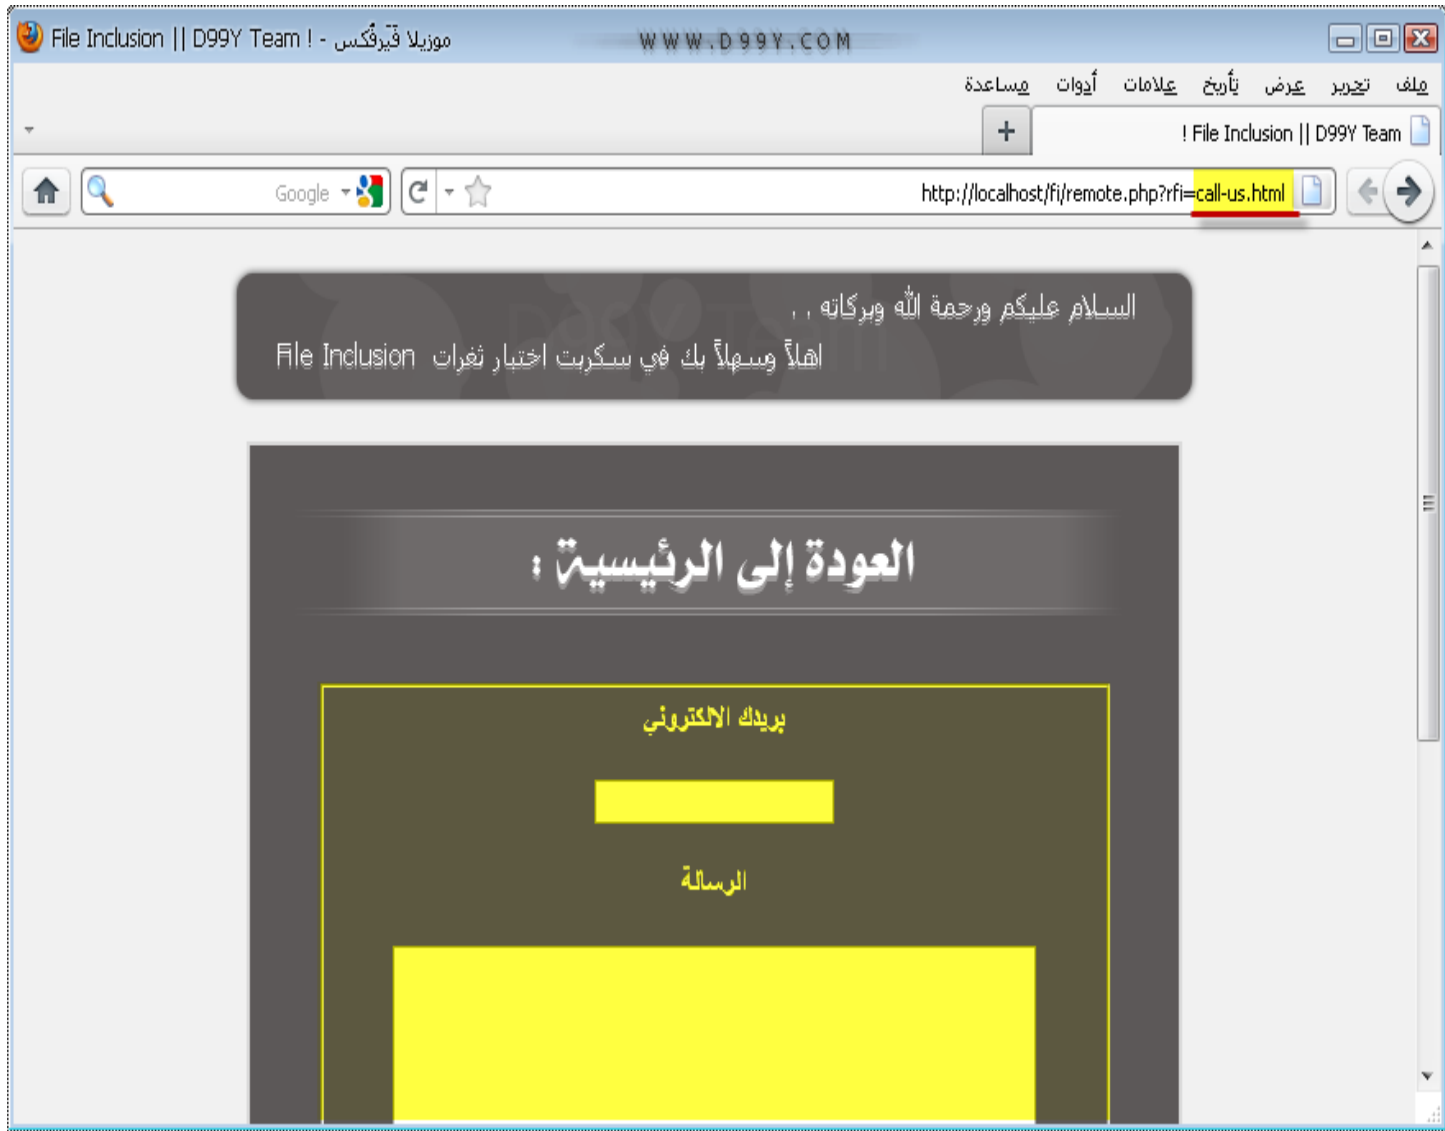 File Inclusion || D99Y Team ! - موزيلا فَيَرفُكس
WWW.D99Y.COM
ملف تحرير عرض تأريخ علامات أدوات مساعدة
! File Inclusion || D99Y Team
http://localhost/fi/remote.php?rfi=call-us.html
Google
السلام عليكم ورحمة الله وبركاته . .
اهلاً وسهلاً بك في سكربت اختبار ثغرات File Inclusion
العودة إلى الرئيسية :
بريدك الالكتروني
الرسالة